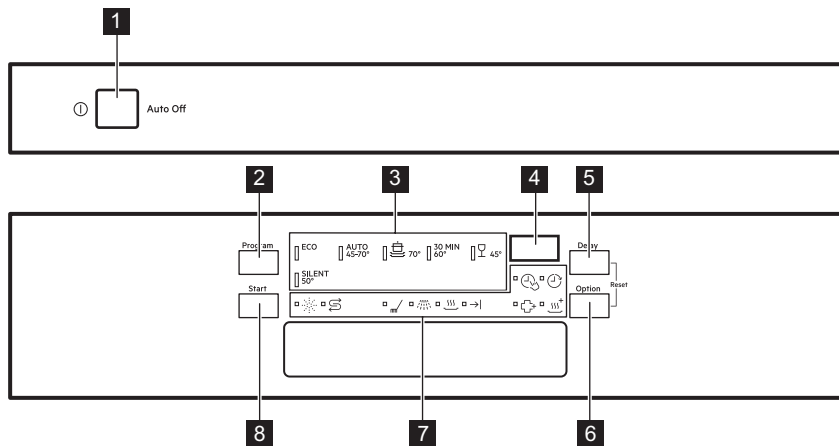 1
Auto Off
2
3
4
5
Program
ECO
AUTO
45-70°
70°
30 MIN
60°
45°
Delay
SILENT
50°
Start
Option
Reset
8
7
6